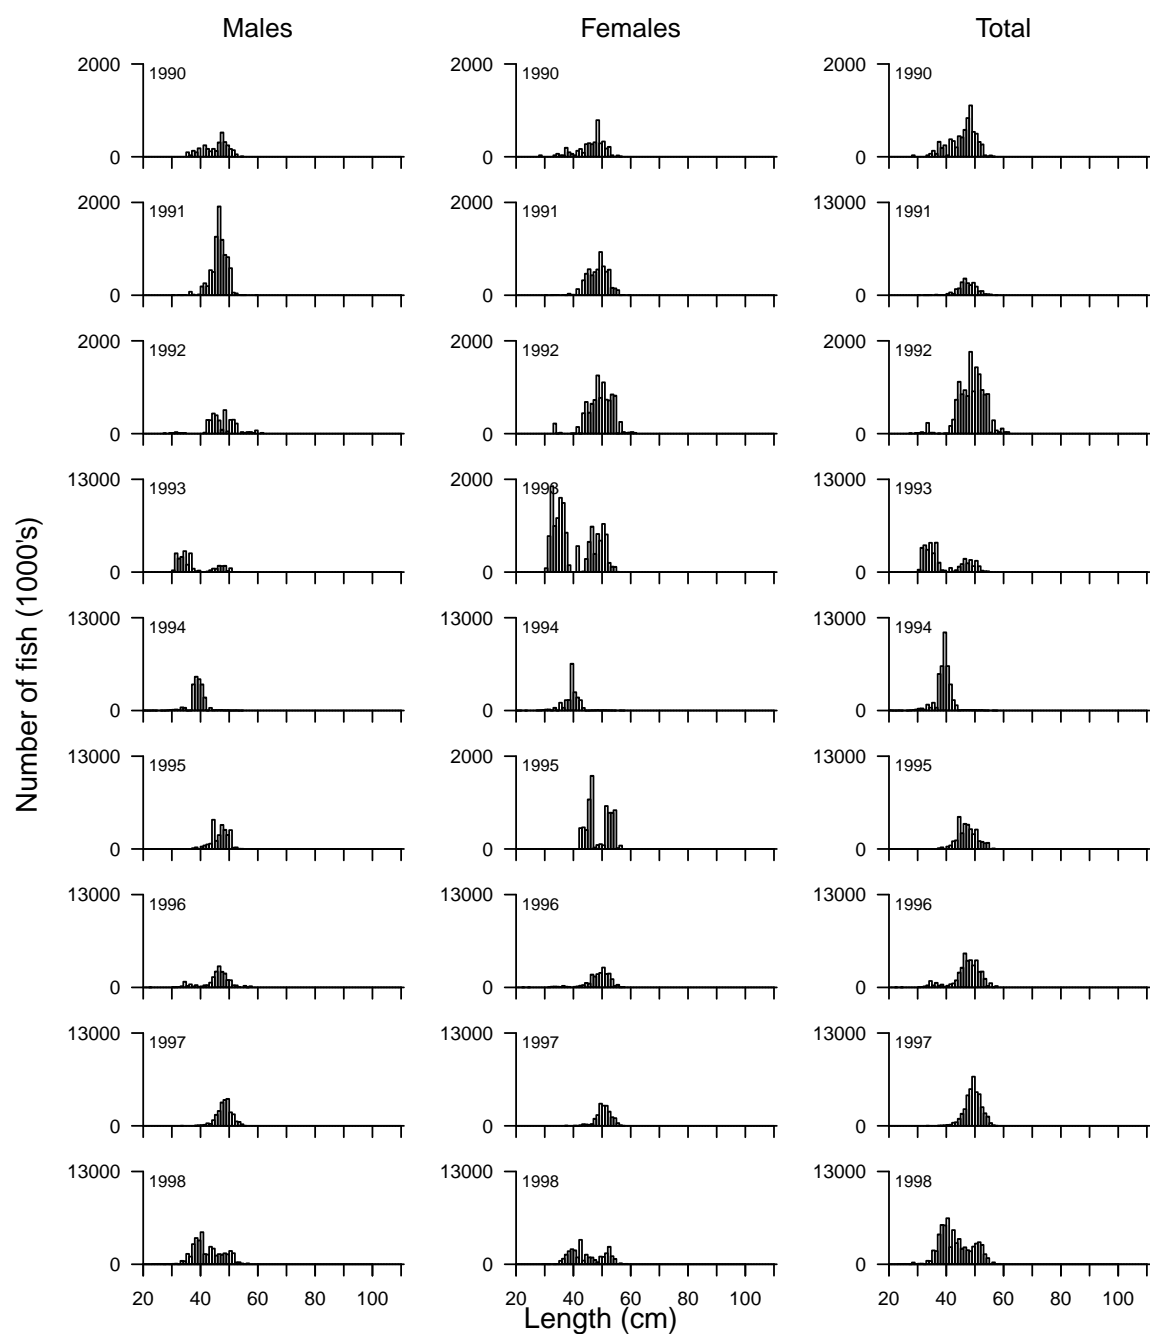 Males Females Total
2000 2000 2000
1990 1990 1990
0 0 0
2000 2000 13000
1991 1991 1991
0 0 0
2000 2000 2000
1992 1992 1992
0 0 0
13000 2000 13000
1993 1993 1993
0 0 0
13000 13000 13000
1994 1994 1994
0 0 0
13000 2000 13000
1995 1995 1995
0 0 0
13000 13000 13000
1996 1996 1996
0 0 0
13000 13000 13000
1997 1997 1997
0 0 0
13000 13000 13000
1998 1998 1998
0 0 0
20 40 60 80 100 20 40 60 80 100 20 40 60 80 100
Length (cm)
Number of fish (1000's)